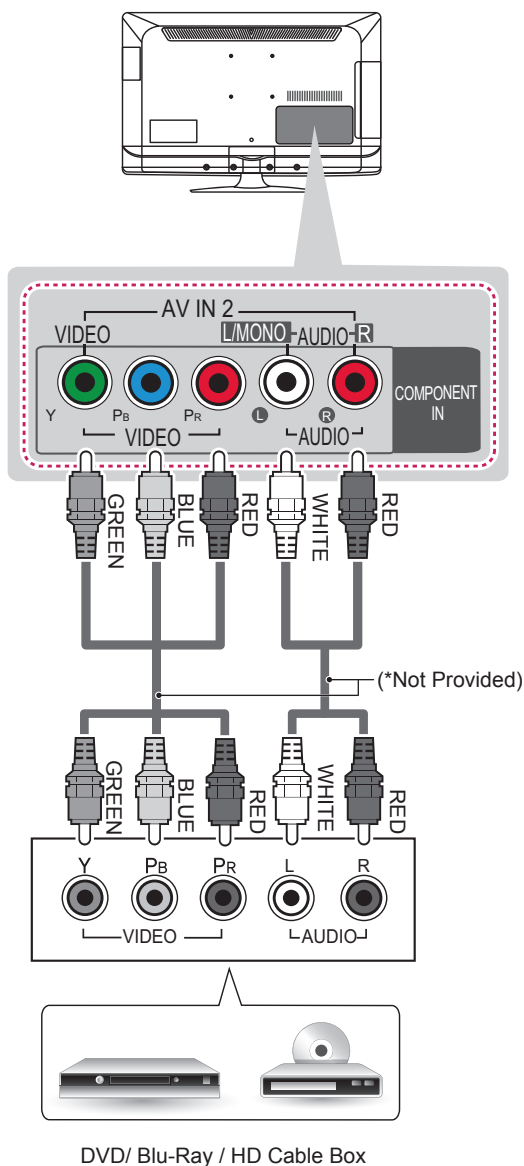 AV IN 2
VIDEO L/MONO AUDIO R
Y PB PR L R COMPONENT IN
VIDEO AUDIO
GREEN BLUE RED WHITE RED
(*Not Provided)
GREEN BLUE RED WHITE RED
Y PB PR L R
VIDEO AUDIO
DVD/ Blu-Ray / HD Cable Box